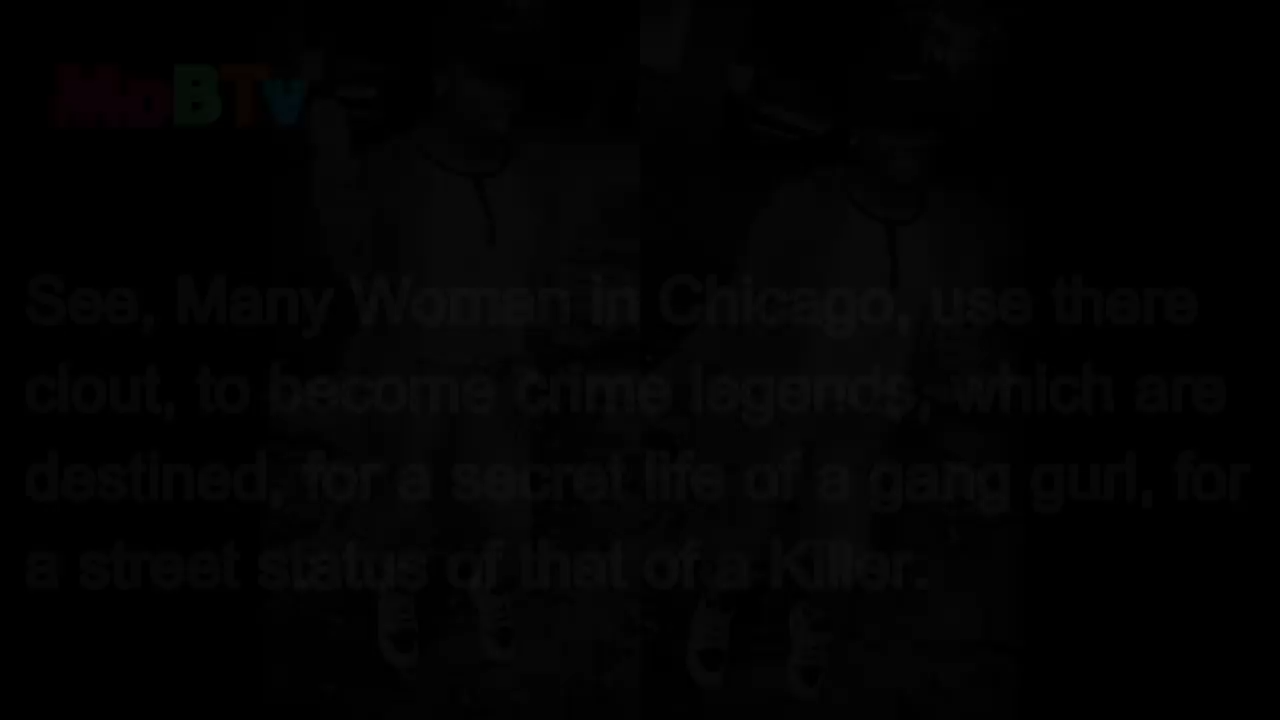 MoBTv
See, Many Woman in Chicago, use there
clout, to become crime legends, which are
destined, for a secret life of a gang gurl, for
a street status of that of a Killer.